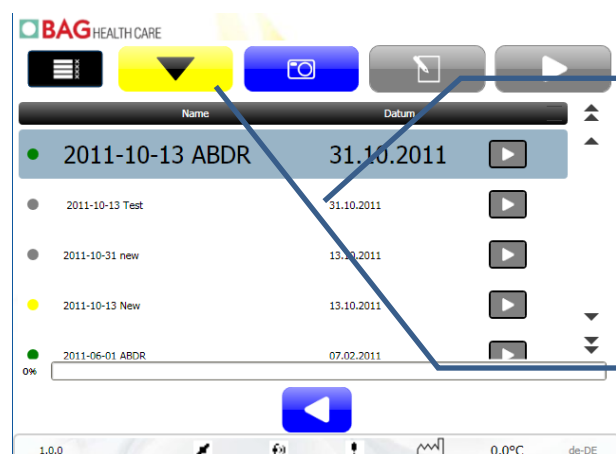 BAG HEALTH CARE
Name Datum
2011-10-13 ABDR 31.10.2011
2011-10-13 Test 31.10.2011
2011-10-31 new 13.10.2011
2011-10-13 New 13.10.2011
2011-06-01 ABDR 07.02.2011
0%
1.0.0 0.0°C de-DE